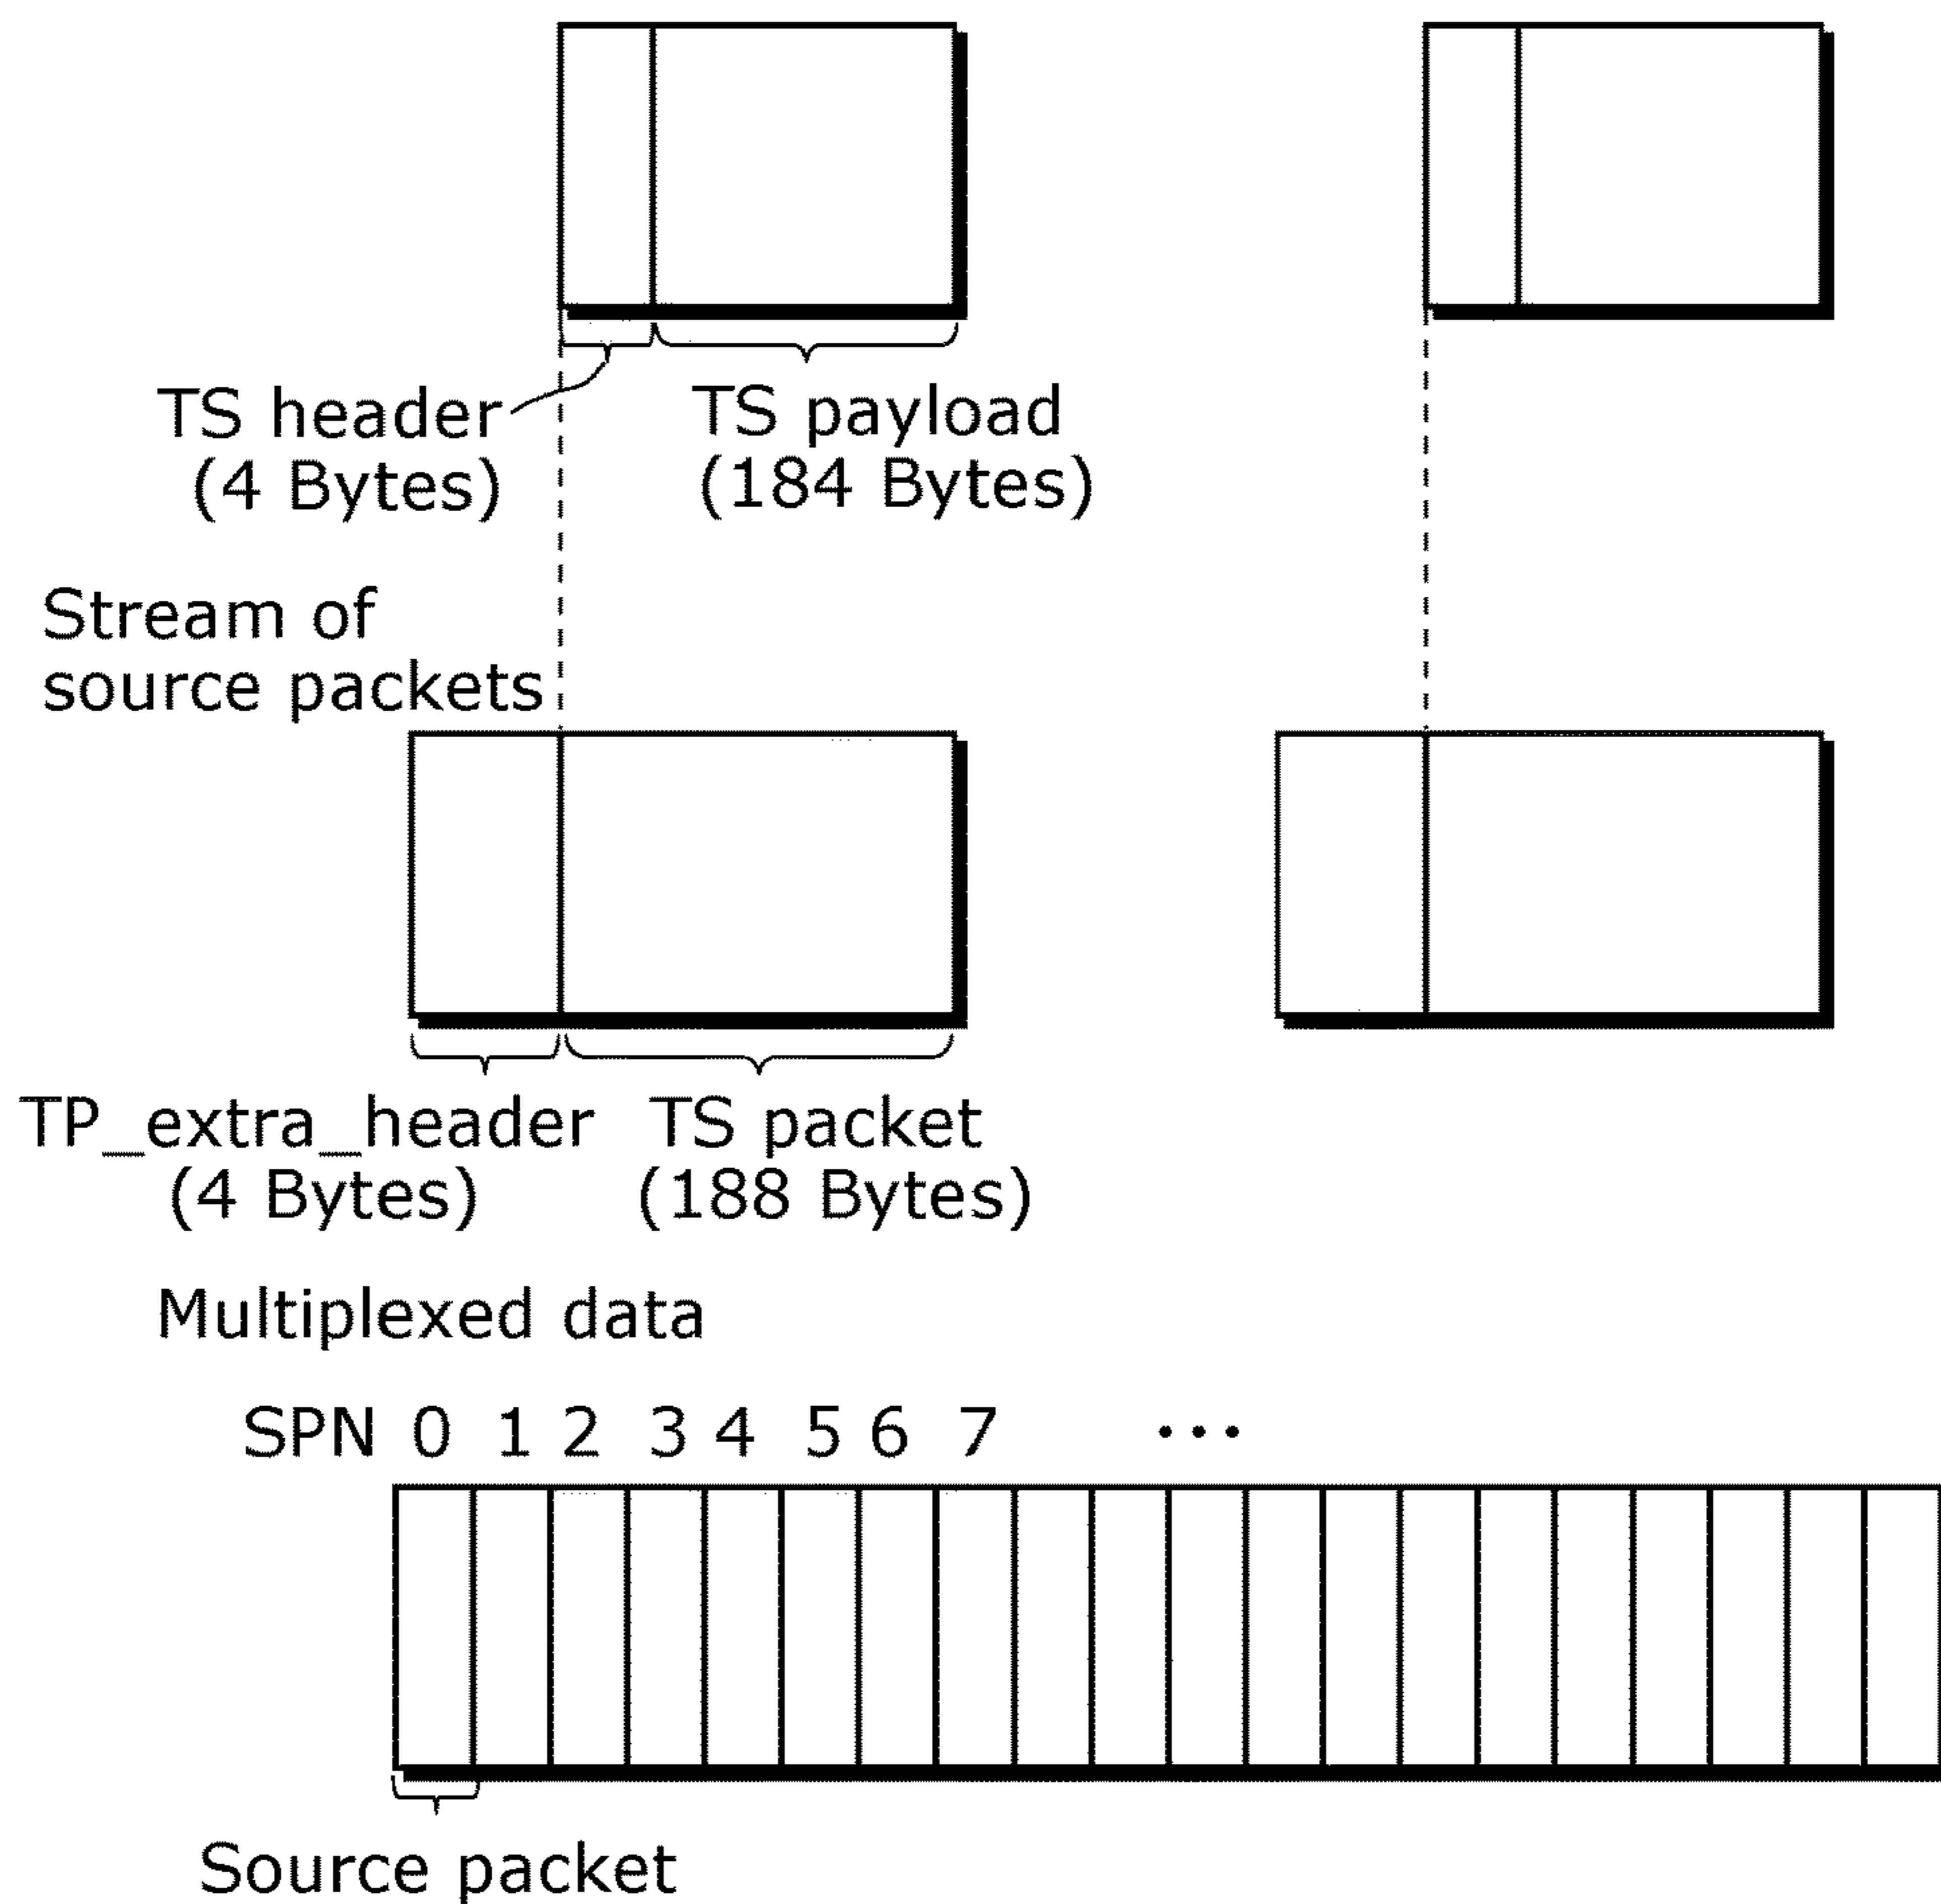 TS header TS payload
(4 Bytes) (184 Bytes)
Stream of
source packets
TP_extra_header TS packet
(4 Bytes) (188 Bytes)
Multiplexed data
SPN 0 1 2 3 4 5 6 7 ...
Source packet